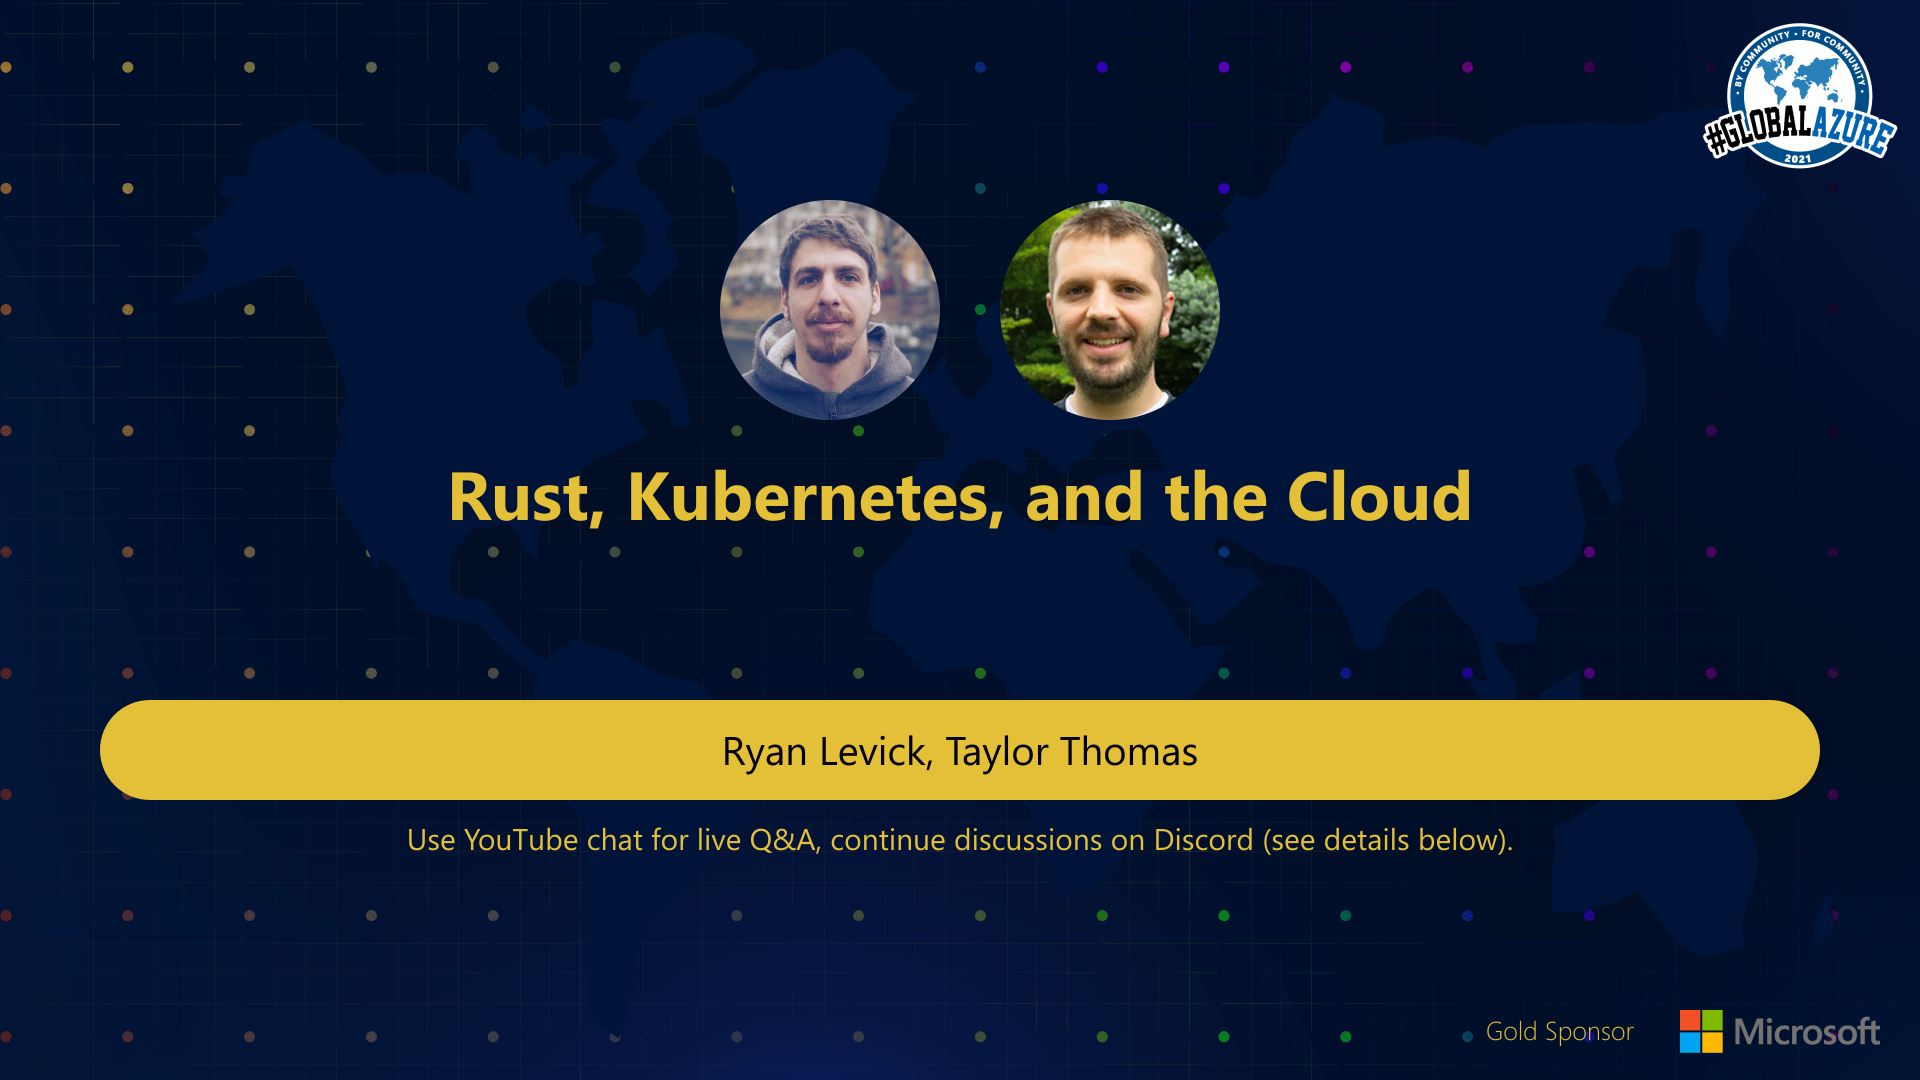 • BY COMMUNITY • FOR COMMUNITY •
#GLOBALAZURE
2021
Rust, Kubernetes, and the Cloud
Ryan Levick, Taylor Thomas
Use YouTube chat for live Q&A, continue discussions on Discord (see details below).
Gold Sponsor
Microsoft